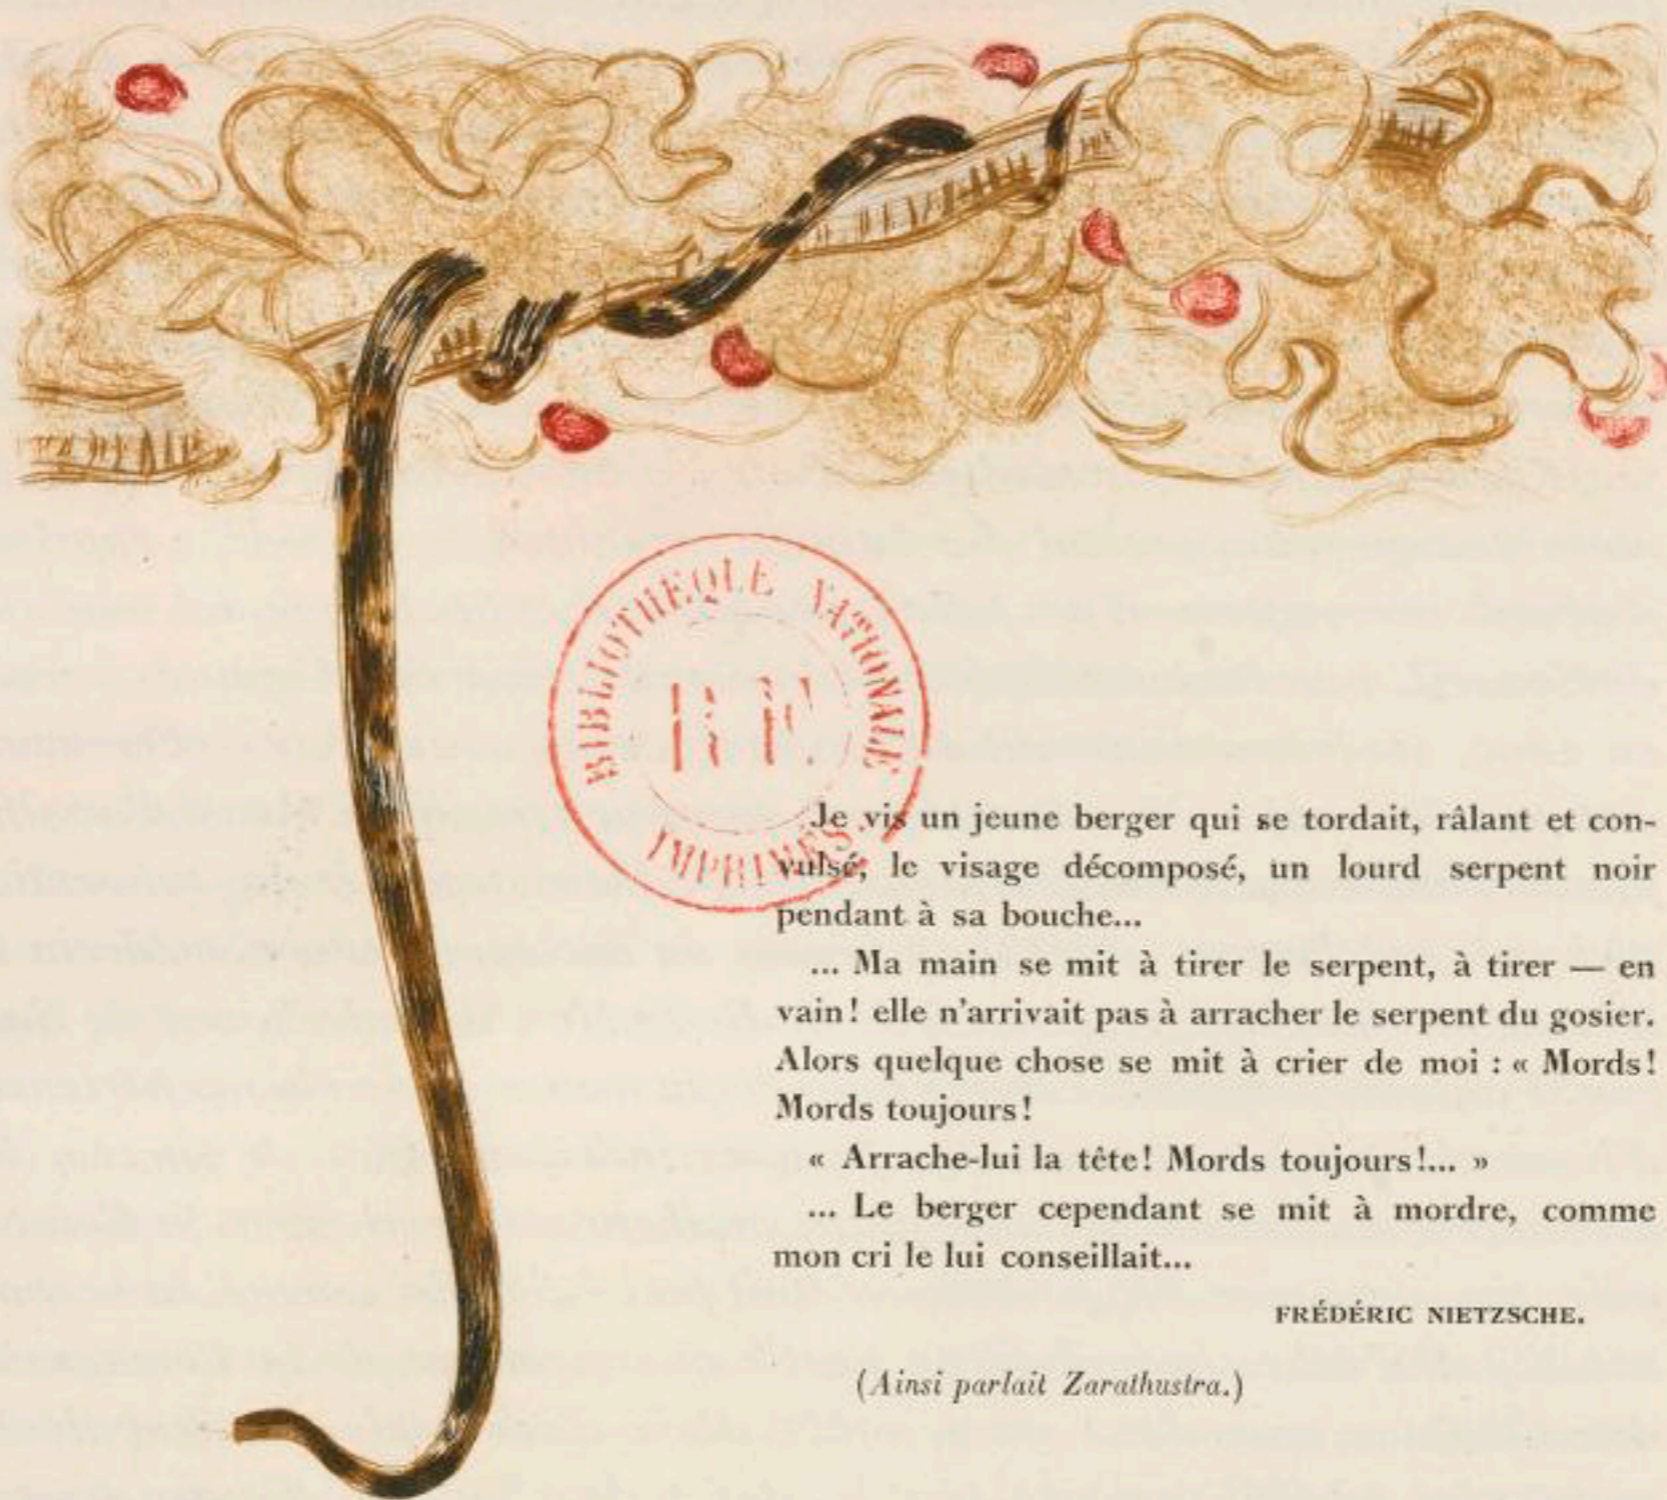 BIBLIOTHEQUE NATIONALE
R F
IMPRIMÉS.
Je vis un jeune berger qui se tordait, râlant et con-
vulsé, le visage décomposé, un lourd serpent noir
pendant à sa bouche...
... Ma main se mit à tirer le serpent, à tirer — en
vain! elle n'arrivait pas à arracher le serpent du gosier.
Alors quelque chose se mit à crier de moi : « Mords!
Mords toujours!
« Arrache-lui la tête! Mords toujours!... »
... Le berger cependant se mit à mordre, comme
mon cri le lui conseillait...
FRÉDÉRIC NIETZSCHE.
(Ainsi parlait Zarathustra.)